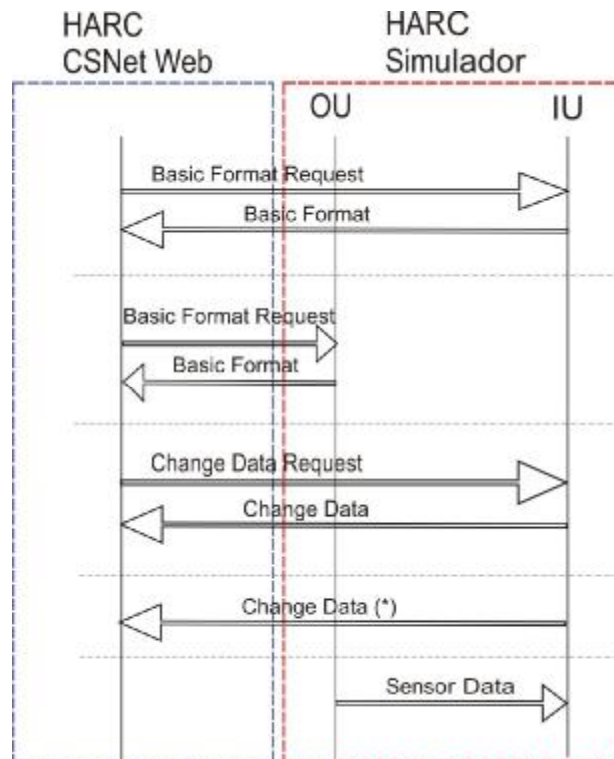 HARC
CSNet Web
HARC
Simulador
OU
IU
Basic Format Request
Basic Format
Basic Format Request
Basic Format
Change Data Request
Change Data
Change Data (*)
Sensor Data